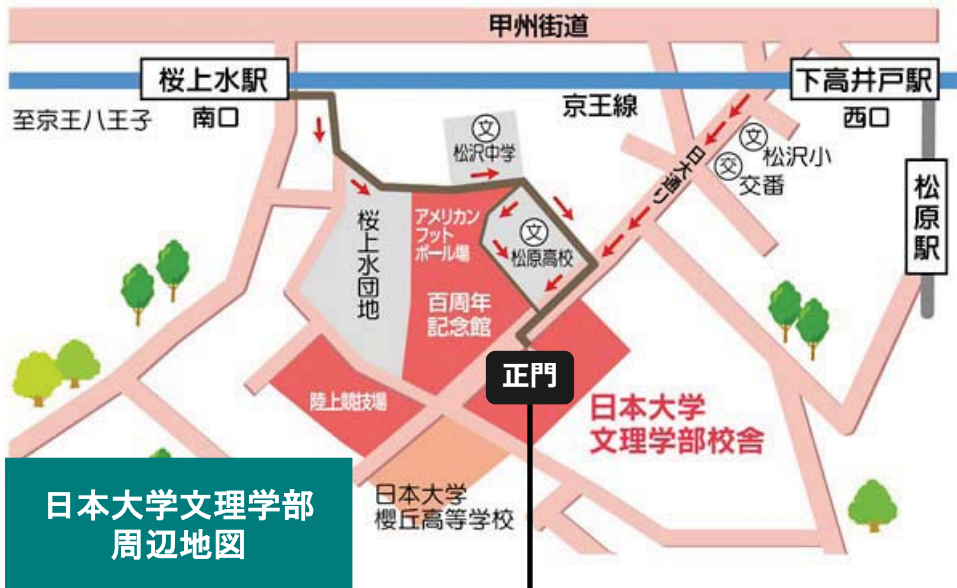 甲州街道
桜上水駅
下高井戸駅
至京王八王子
南口
京王線
西口
文
松沢中学
文
松沢小
交
交番
日大通り
松原駅
桜上水団地
アメリカン
フット
ボール場
文
松原高校
百周年
記念館
正門
陸上競技場
日本大学
文理学部校舎
日本大学
櫻丘高等学校
日本大学文理学部
周辺地図